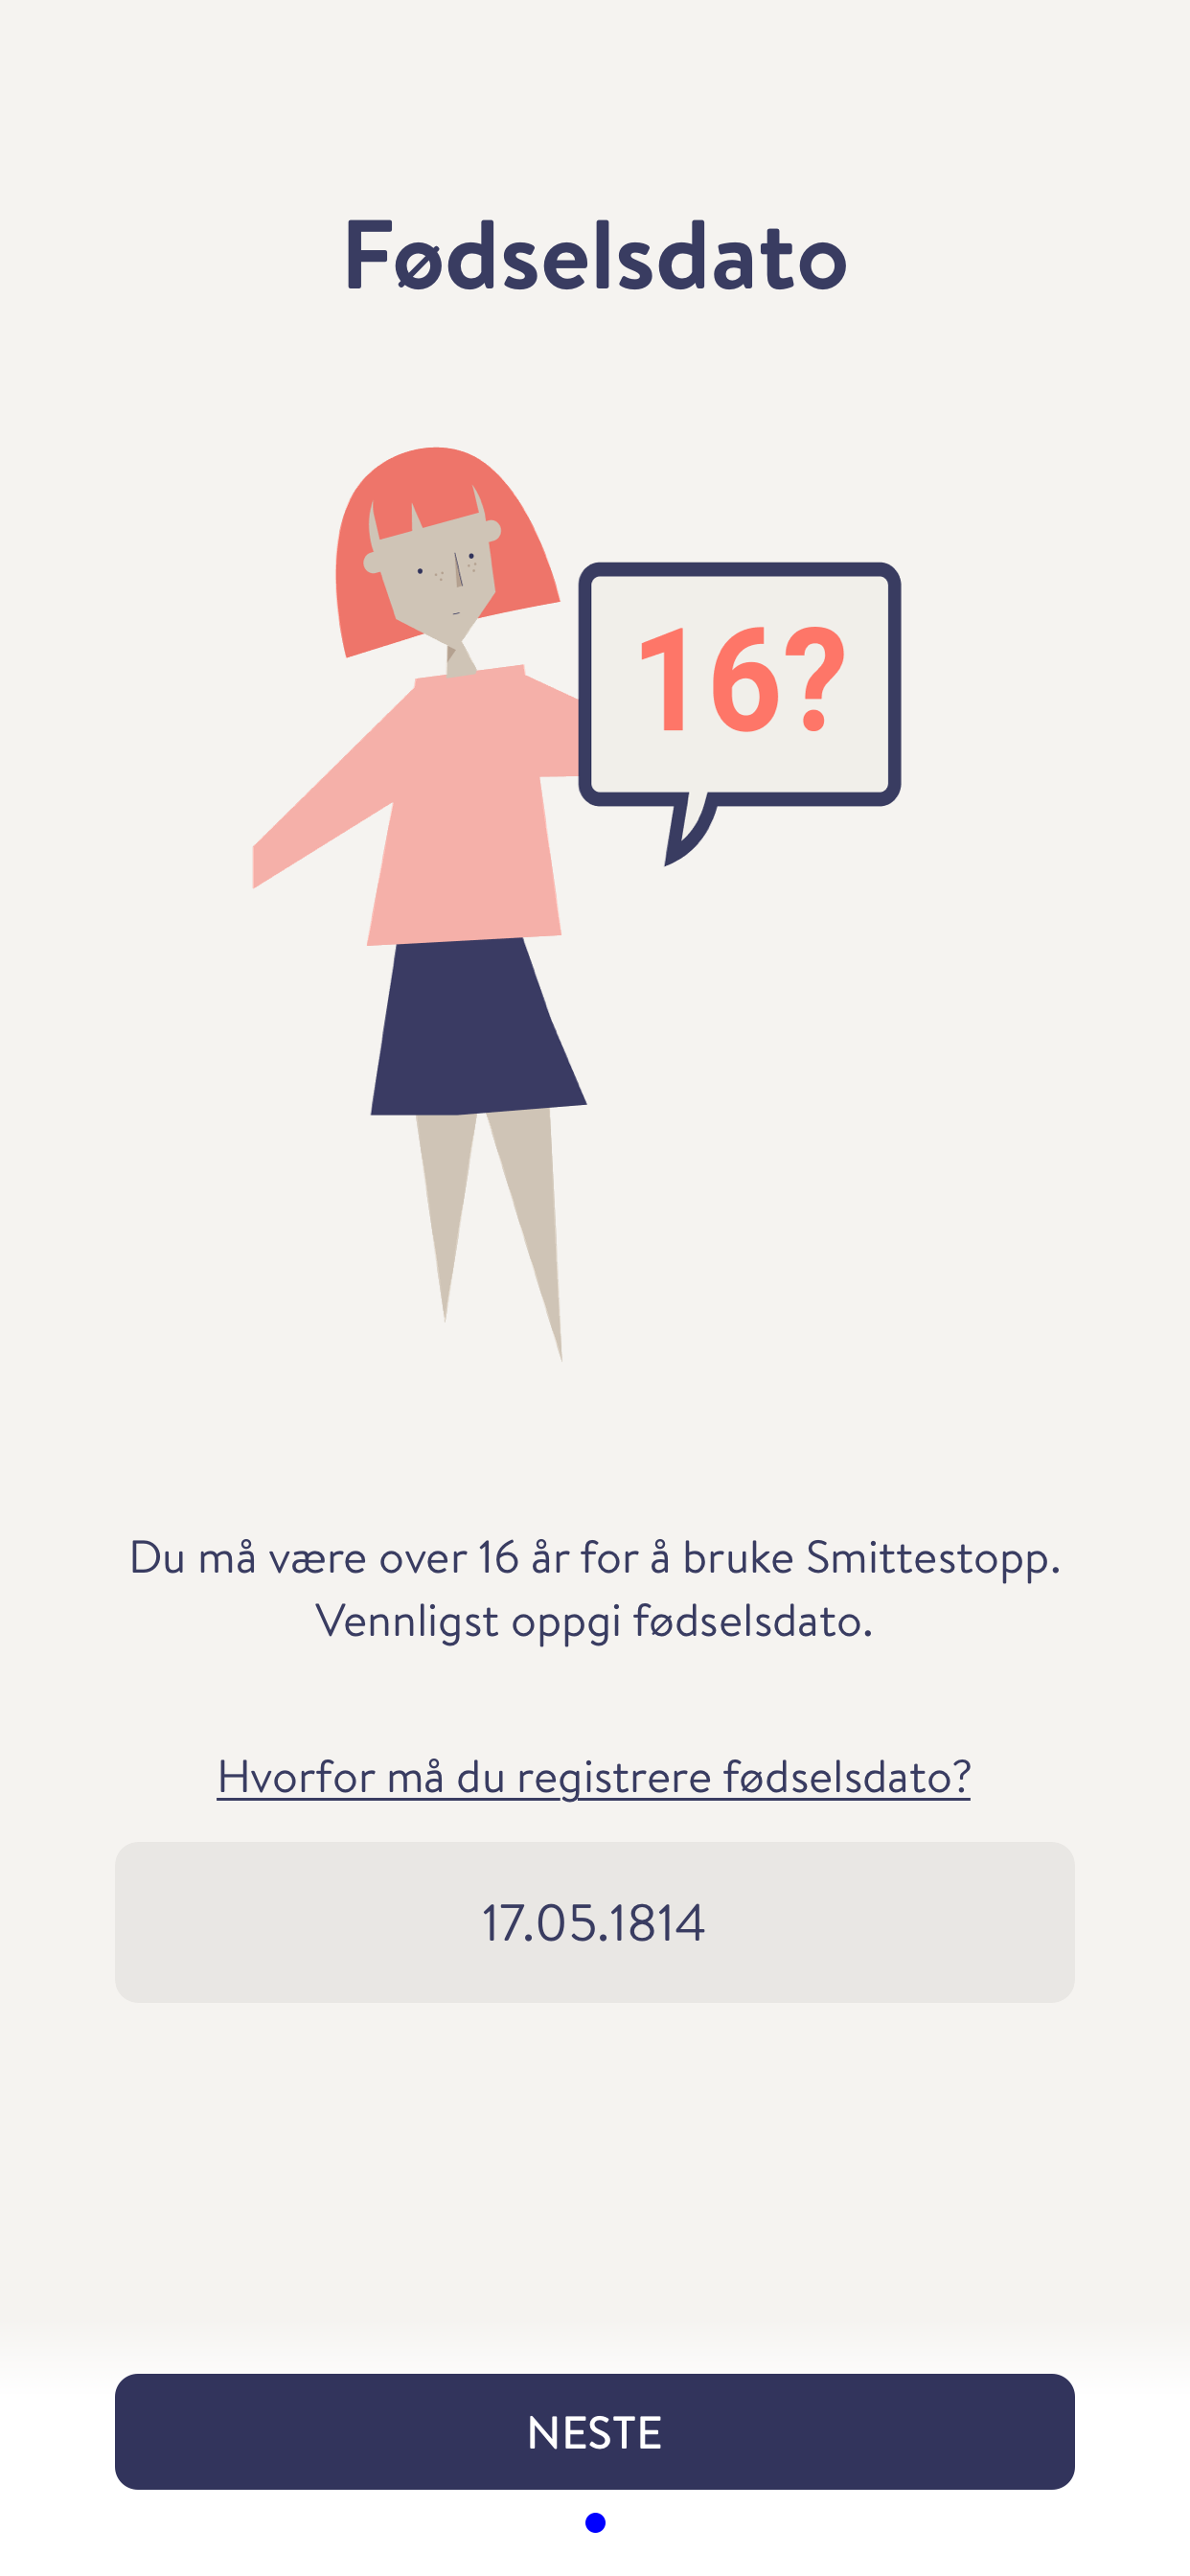 Fødselsdato
16?
Du må være over 16 år for å bruke Smittestopp.
Vennligst oppgi fødselsdato.
Hvorfor må du registrere fødselsdato?
17.05.1814
NESTE